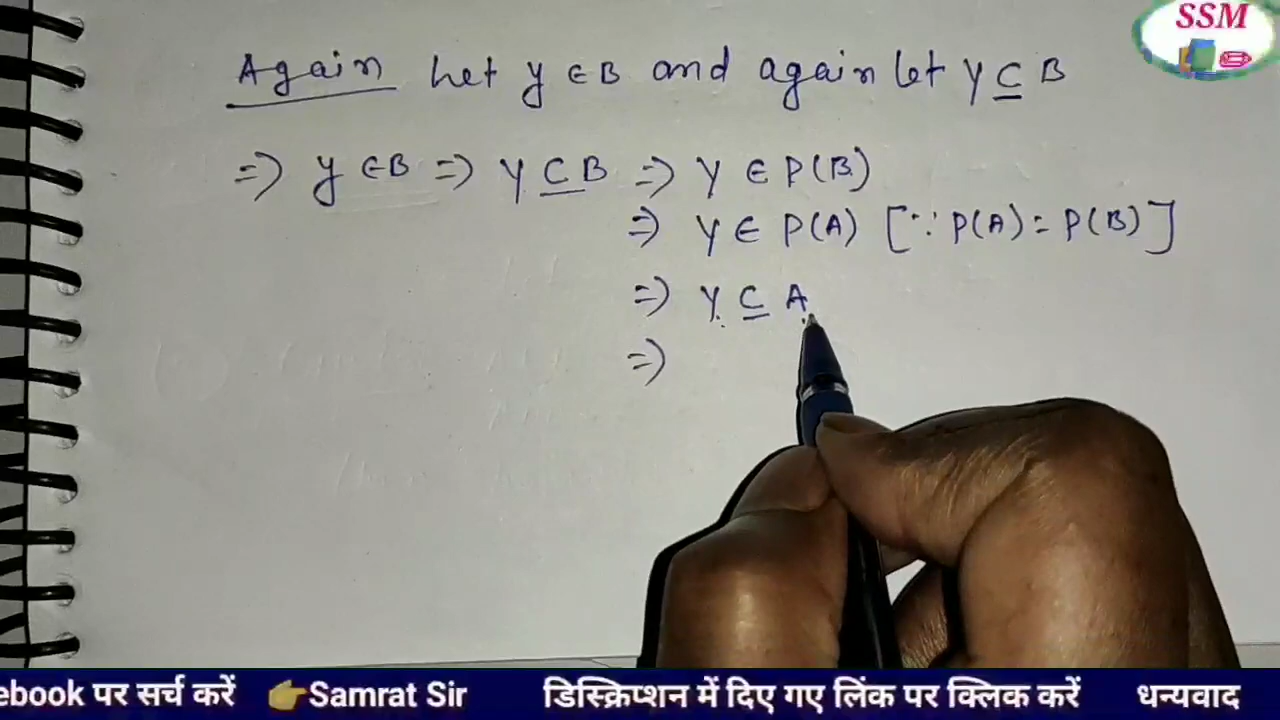 SSM
Again Let y ∈ B and again let Y ⊆ B
=> y ∈ B => Y ⊆ B => Y ∈ P(B)
=> Y ∈ P(A) [∵ P(A) = P(B)]
=> Y ⊆ A
=>
ebook पर सर्च करें 👉Samrat Sir डिस्क्रिप्शन में दिए गए लिंक पर क्लिक करें धन्यवाद